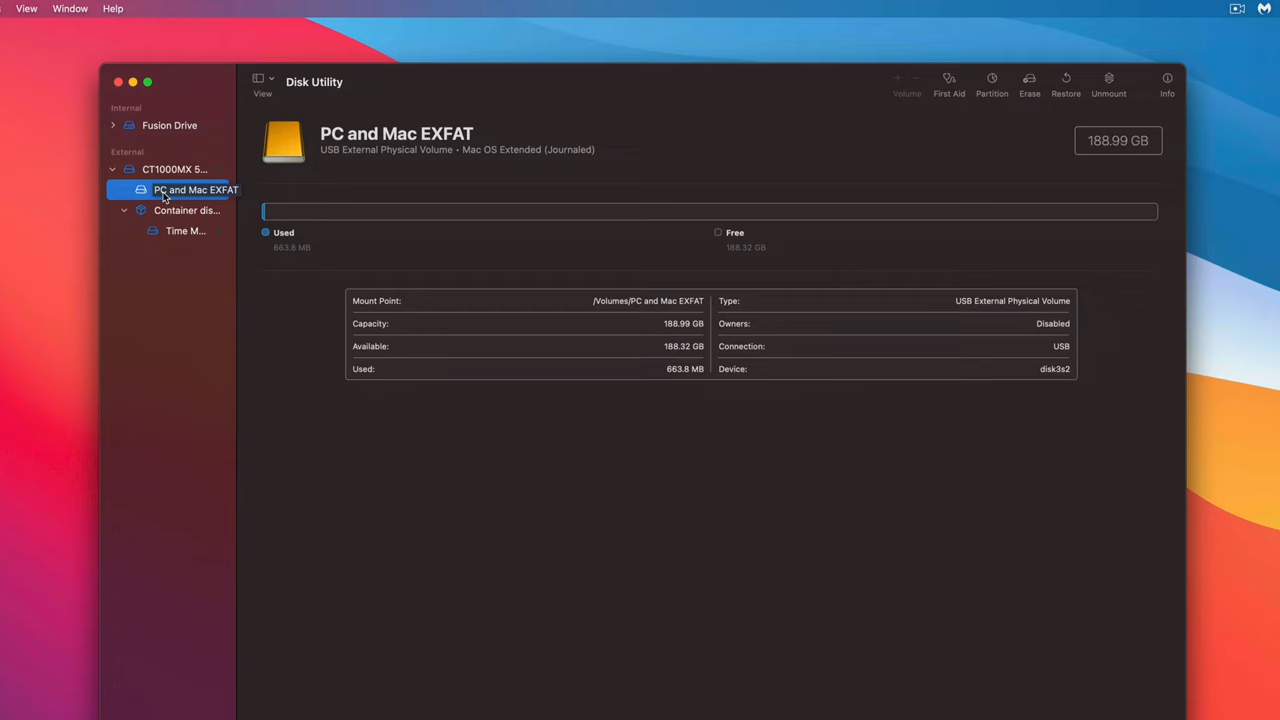 View Window Help
Disk Utility
View
Volume First Aid Partition Erase Restore Unmount Info
Internal
Fusion Drive
External
CT1000MX 5...
PC and Mac EXFAT
Container dis...
Time M...
PC and Mac EXFAT
USB External Physical Volume • Mac OS Extended (Journaled)
188.99 GB
Used
663.8 MB
Free
188.32 GB
Mount Point: /Volumes/PC and Mac EXFAT
Capacity: 188.99 GB
Available: 188.32 GB
Used: 663.8 MB
Type: USB External Physical Volume
Owners: Disabled
Connection: USB
Device: disk3s2